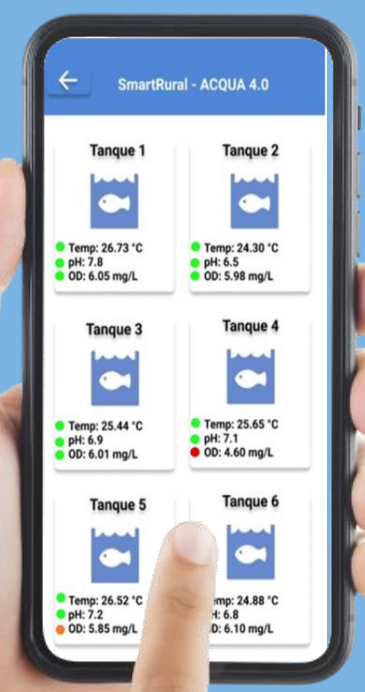 SmartRural - ACQUA 4.0
Tanque 1
Tanque 2
Temp: 26.73 °C
pH: 7.8
OD: 6.05 mg/L
Temp: 24.30 °C
pH: 6.5
OD: 5.98 mg/L
Tanque 3
Tanque 4
Temp: 25.44 °C
pH: 6.9
OD: 6.01 mg/L
Temp: 25.65 °C
pH: 7.1
OD: 4.60 mg/L
Tanque 5
Tanque 6
Temp: 26.52 °C
pH: 7.2
OD: 5.85 mg/L
emp: 24.88 °C
H: 6.8
D: 6.10 mg/L